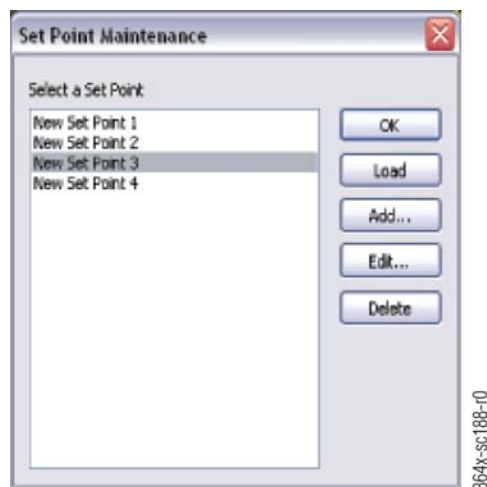 Set Point Maintenance
Select a Set Point
New Set Point 1
New Set Point 2
New Set Point 3
New Set Point 4
OK
Load
Add...
Edit...
Delete
364x-sc188-r0